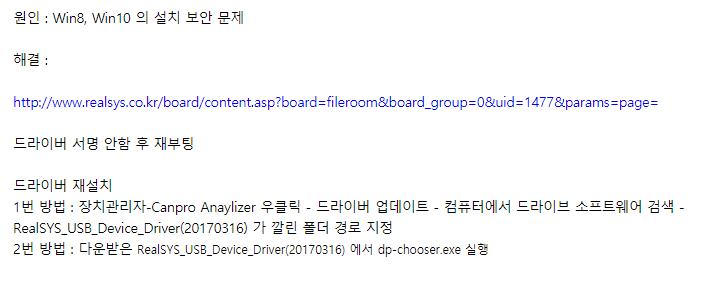 원인 : Win8, Win10 의 설치 보안 문제
해결 :
http://www.realsys.co.kr/board/content.asp?board=fileroom&board_group=0&uid=1477&params=page=
드라이버 서명 안함 후 재부팅
드라이버 재설치
1번 방법 : 장치관리자-Canpro Anaylizer 우클릭 - 드라이버 업데이트 - 컴퓨터에서 드라이브 소프트웨어 검색 -
RealSYS_USB_Device_Driver(20170316) 가 깔린 폴더 경로 지정
2번 방법 : 다운받은 RealSYS_USB_Device_Driver(20170316) 에서 dp-chooser.exe 실행